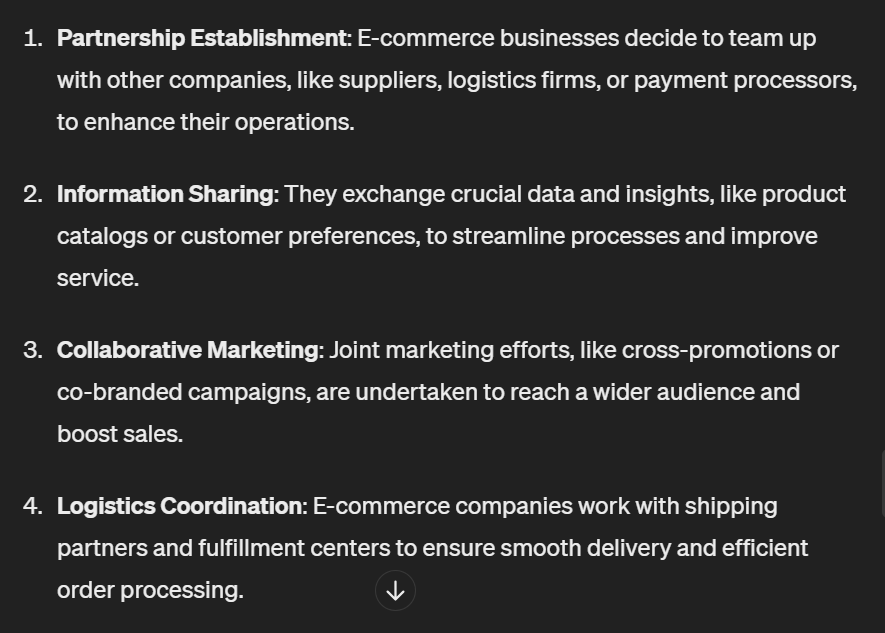 1. Partnership Establishment: E-commerce businesses decide to team up
with other companies, like suppliers, logistics firms, or payment processors,
to enhance their operations.
2. Information Sharing: They exchange crucial data and insights, like product
catalogs or customer preferences, to streamline processes and improve
service.
3. Collaborative Marketing: Joint marketing efforts, like cross-promotions or
co-branded campaigns, are undertaken to reach a wider audience and
boost sales.
4. Logistics Coordination: E-commerce companies work with shipping
partners and fulfillment centers to ensure smooth delivery and efficient
order processing.